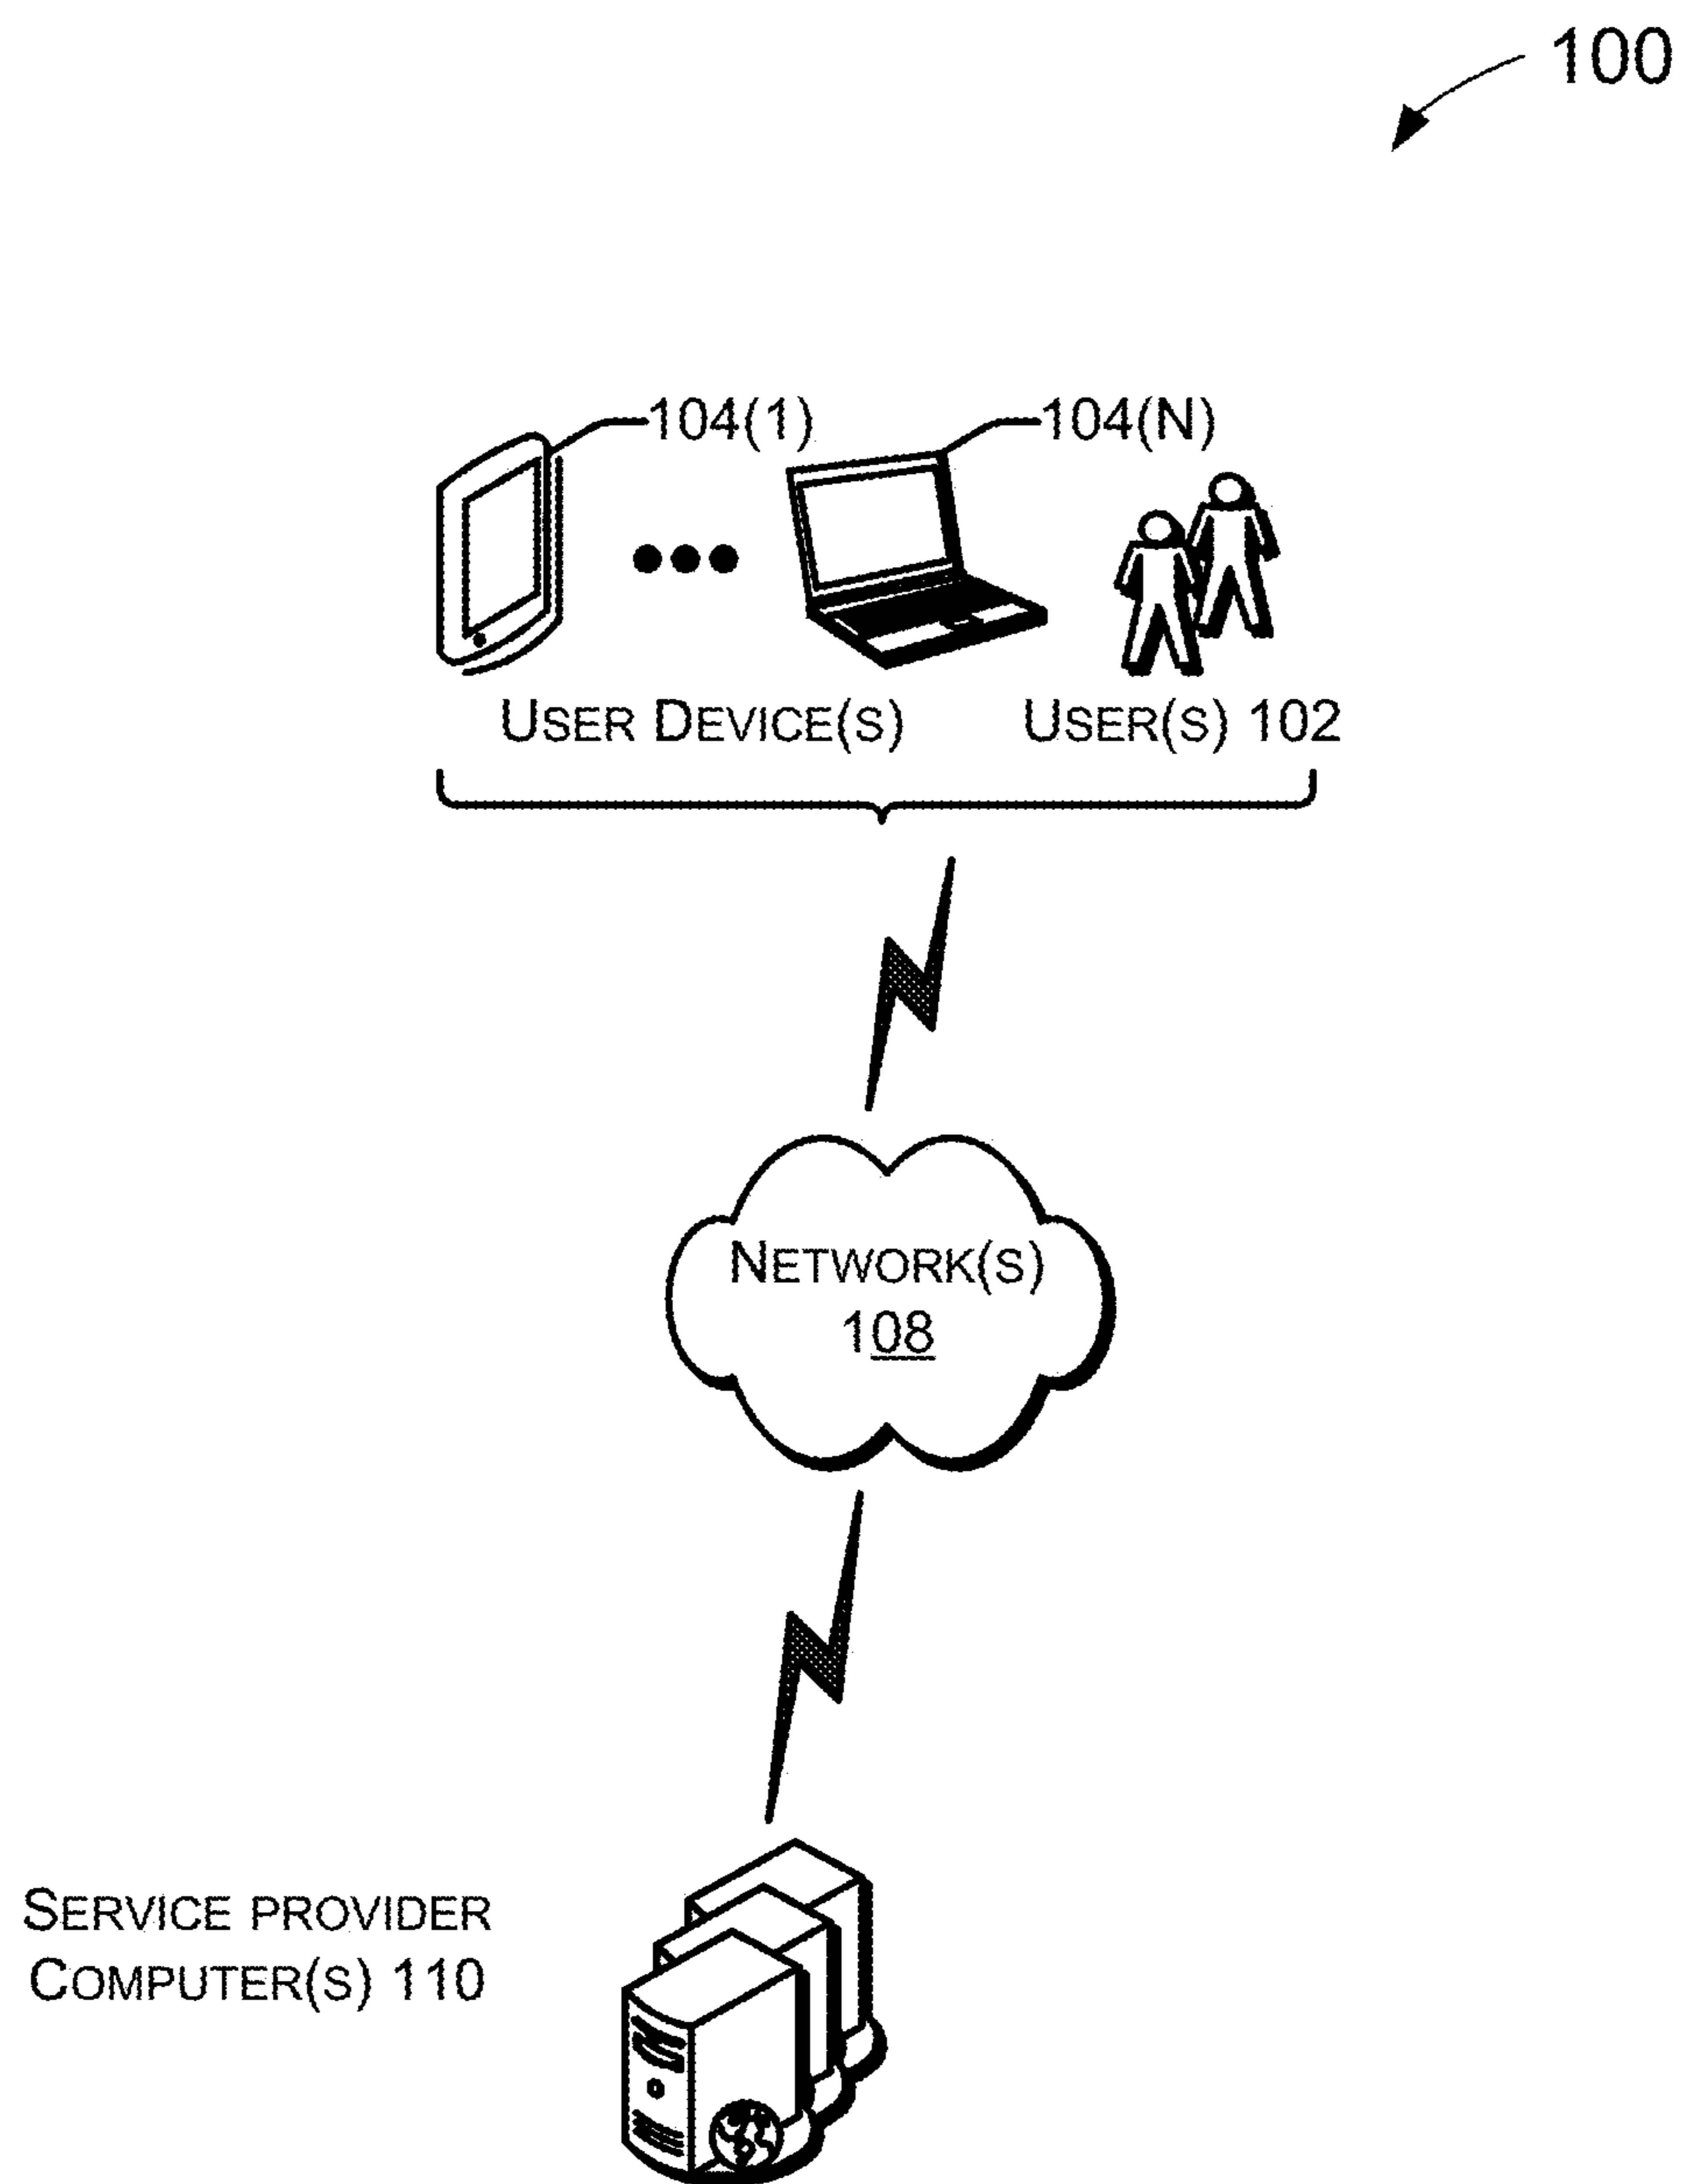 100
104(1)
104(N)
USER DEVICE(S)
USER(S) 102
NETWORK(S)
108
SERVICE PROVIDER
COMPUTER(S) 110